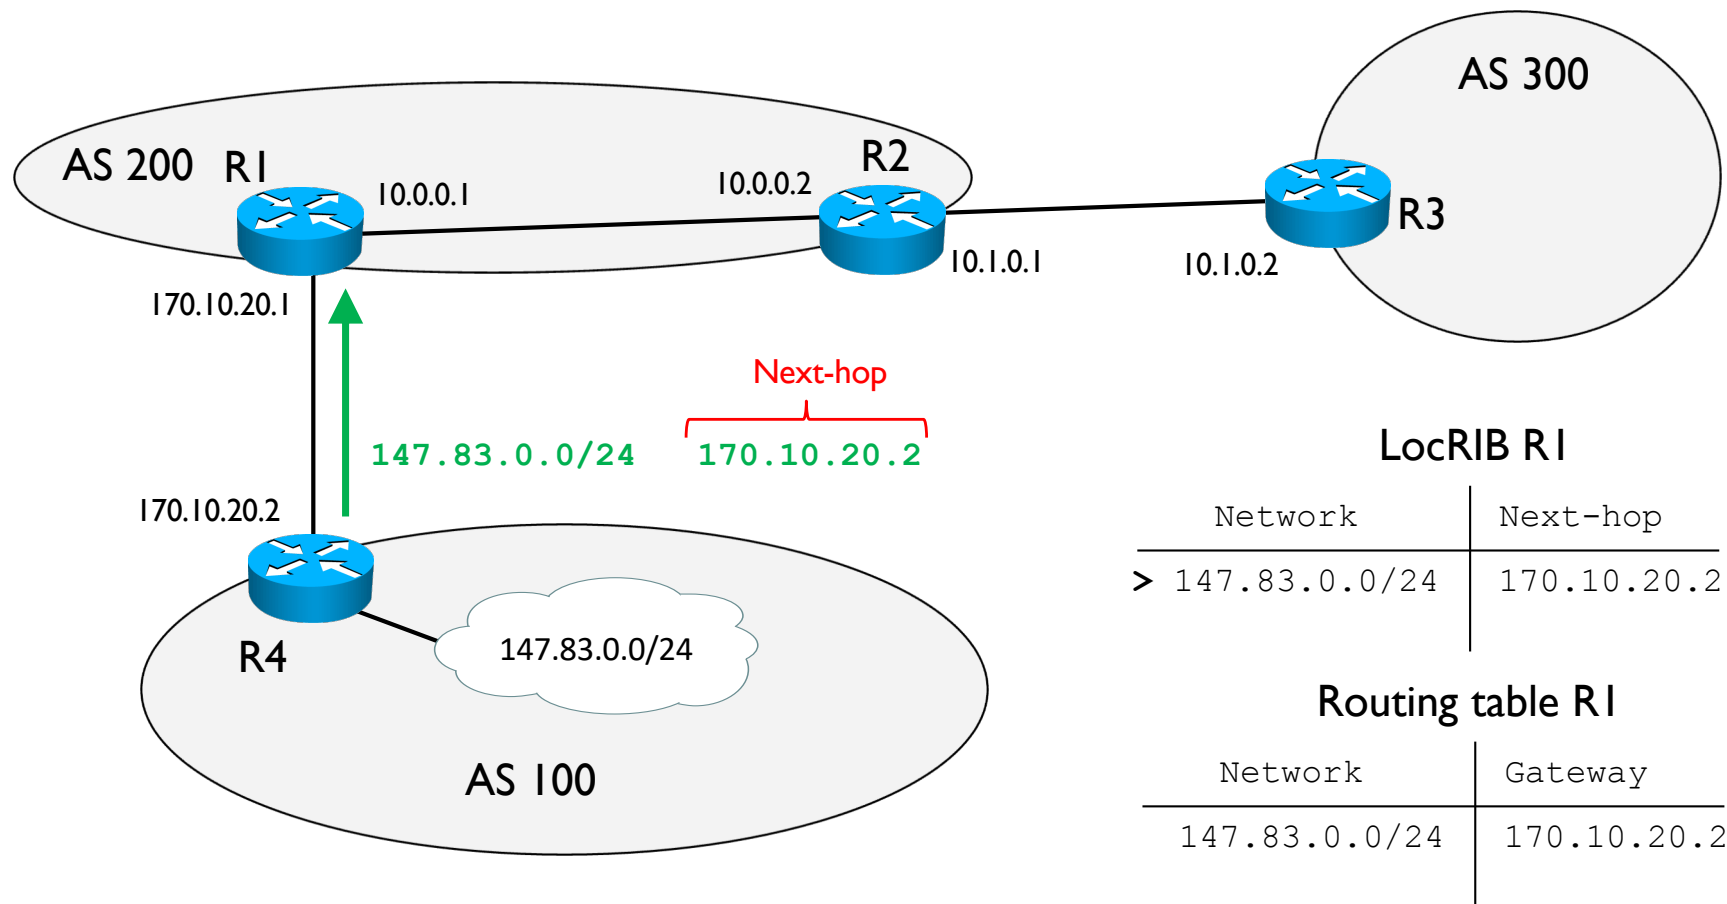 AS 300
AS 200
R1
R2
10.0.0.1
10.0.0.2
R3
10.1.0.1
10.1.0.2
170.10.20.1
Next-hop
147.83.0.0/24 170.10.20.2
170.10.20.2
R4
147.83.0.0/24
AS 100
LocRIB R1
Network Next-hop
> 147.83.0.0/24 170.10.20.2
Routing table R1
Network Gateway
147.83.0.0/24 170.10.20.2